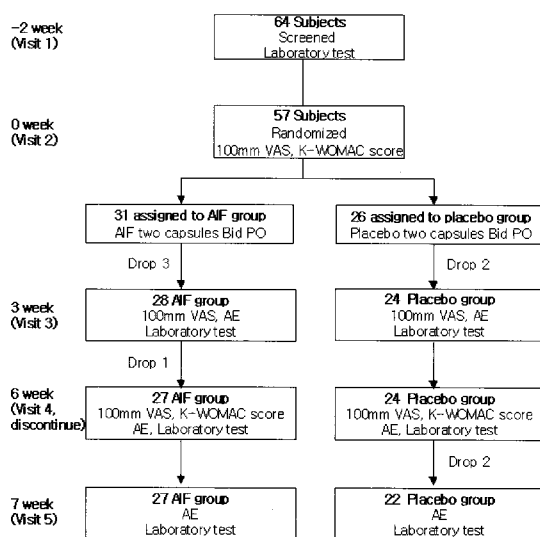 -2 week
(Visit 1)
64 Subjects
Screened
Laboratory test
0 week
(Visit 2)
57 Subjects
Randomized
100mm VAS, K-WOMAC score
31 assigned to AIF group
AIF two capsules Bid PO
26 assigned to placebo group
Placebo two capsules Bid PO
Drop 3
Drop 2
3 week
(Visit 3)
28 AIF group
100mm VAS, AE
Laboratory test
24 Placebo group
100mm VAS, AE
Laboratory test
Drop 1
6 week
(Visit 4,
discontinue)
27 AIF group
100mm VAS, K-WOMAC score
AE, Laboratory test
24 Placebo group
100mm VAS, K-WOMAC score
AE, Laboratory test
Drop 2
7 week
(Visit 5)
27 AIF group
AE
Laboratory test
22 Placebo group
AE
Laboratory test